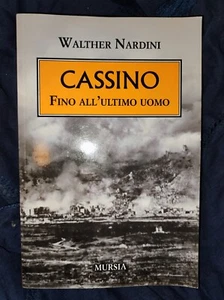 WALTHER NARDINI
CASSINO
FINO ALL'ULTIMO UOMO
MURSIA